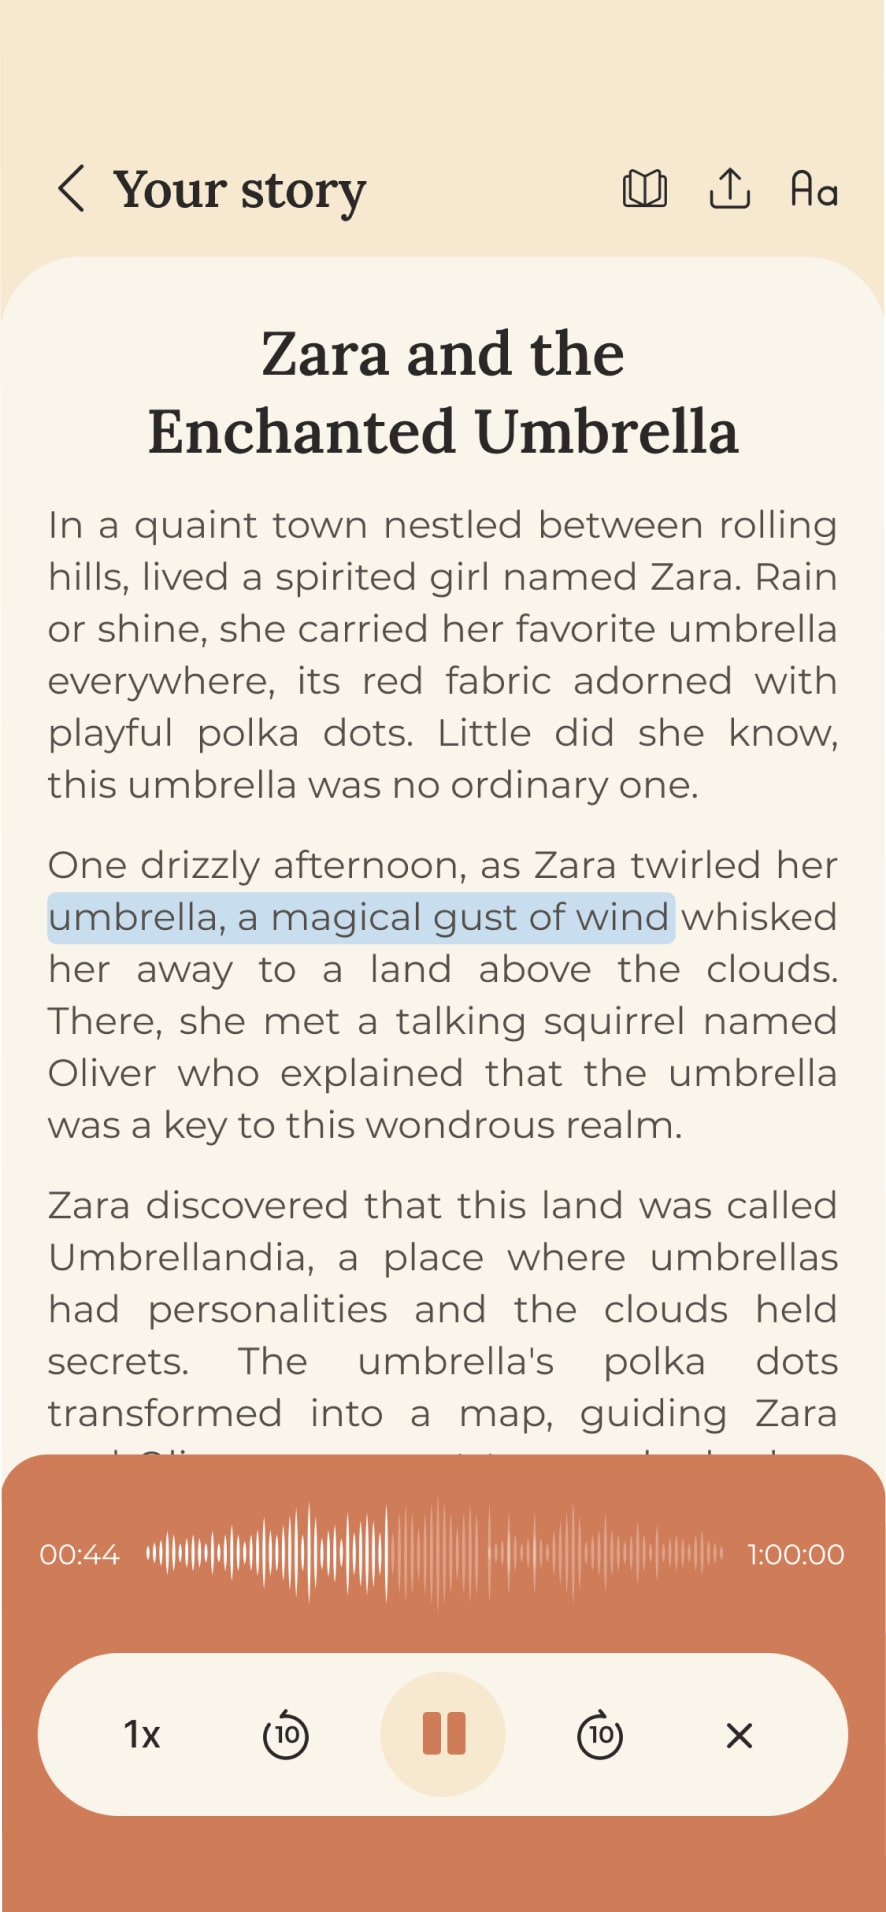 Your story
Aa
Zara and the
Enchanted Umbrella
In a quaint town nestled between rolling
hills, lived a spirited girl named Zara. Rain
or shine, she carried her favorite umbrella
everywhere, its red fabric adorned with
playful polka dots. Little did she know,
this umbrella was no ordinary one.
One drizzly afternoon, as Zara twirled her
umbrella, a magical gust of wind whisked
her away to a land above the clouds.
There, she met a talking squirrel named
Oliver who explained that the umbrella
was a key to this wondrous realm.
Zara discovered that this land was called
Umbrellandia, a place where umbrellas
had personalities and the clouds held
secrets. The umbrella's polka dots
transformed into a map, guiding Zara
00:44
1:00:00
1x
10
10